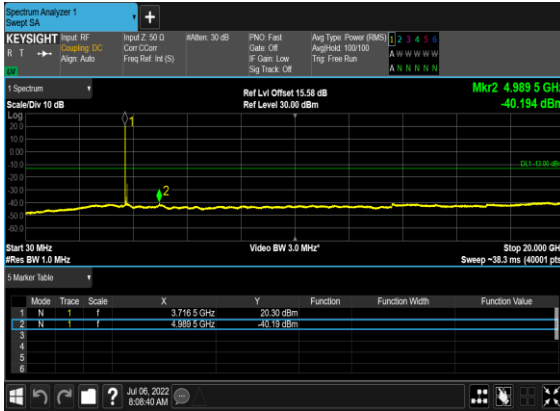 Spectrum Analyzer 1
Swept SA
+
KEYSIGHT
R T
LV
Input: RF
Coupling: DC
Align: Auto
Input Z: 50 Ω
Corr CCorr
Freq Ref: Int (S)
#Atten: 30 dB
PNO: Fast
Gate: Off
IF Gain: Low
Sig Track: Off
Avg Type: Power (RMS)
Avg|Hold: 100/100
Trig: Free Run
1 2 3 4 5 6
A W W W W W
A N N N N N
1 Spectrum
Scale/Div 10 dB
Log
Ref Lvl Offset 15.58 dB
Ref Level 30.00 dBm
Mkr2 4.989 5 GHz
-40.194 dBm
20.0
10.0
0.00
-10.0
-20.0
-30.0
-40.0
-50.0
-60.0
1
2
DL1 -13.00 dBm
Start 30 MHz
#Res BW 1.0 MHz
Video BW 3.0 MHz*
Stop 20.000 GHz
Sweep ~38.3 ms (40001 pts)
5 Marker Table
Mode Trace Scale X Y Function Function Width Function Value
1 N 1 f 3.716 5 GHz 20.30 dBm
2 N 1 f 4.989 5 GHz -40.19 dBm
3
4
5
6
?
Jul 06, 2022
8:08:40 AM